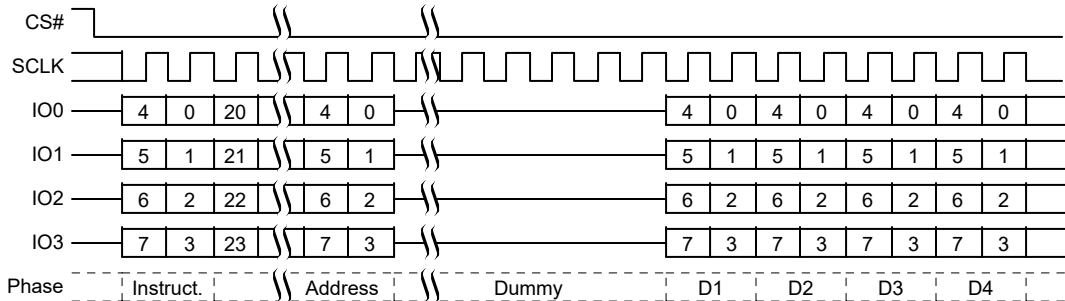 CS#
SCLK
IO0 4 0 20 4 0 4 0 4 0 4 0 4 0
IO1 5 1 21 5 1 5 1 5 1 5 1 5 1
IO2 6 2 22 6 2 6 2 6 2 6 2 6 2
IO3 7 3 23 7 3 7 3 7 3 7 3 7 3
Phase Instruct. Address Dummy D1 D2 D3 D4